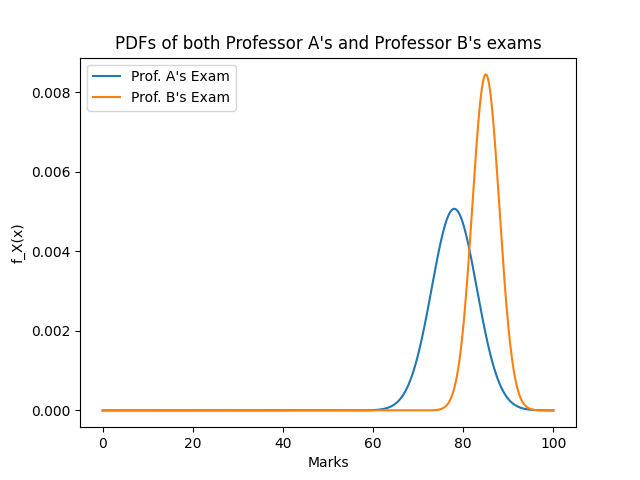 PDFs of both Professor A's and Professor B's exams
Prof. A's Exam
Prof. B's Exam
0.008
0.006
0.004
0.002
0.000
f_X(x)
0 20 40 60 80 100
Marks